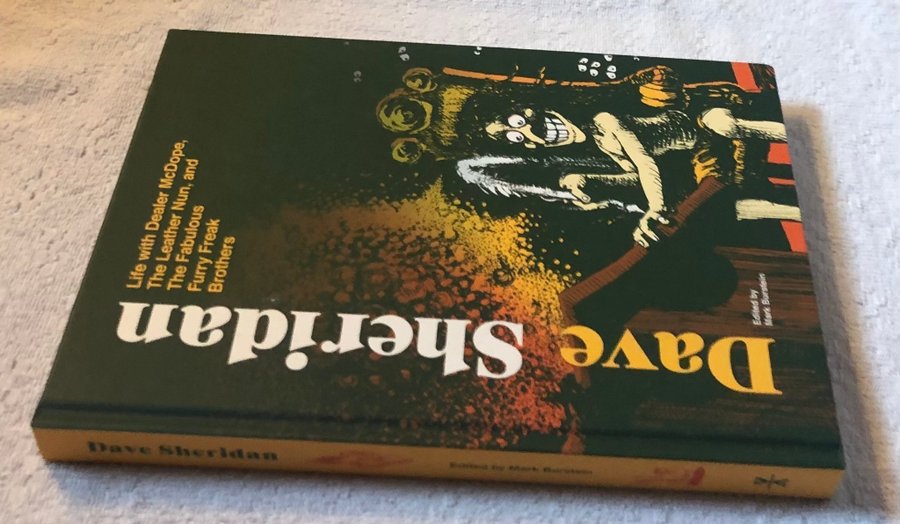 Dave
Sheridan
Life with Dealer McDope,
The Leather Nun, and
The Fabulous
Furry Freak
Brothers
Edited by
Mark Burstein
Dave Sheridan
Edited by Mark Burstein